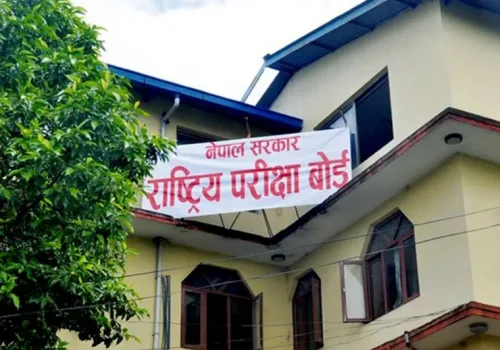 नेपाल सरकार
राष्ट्रिय परीक्षा बोर्ड